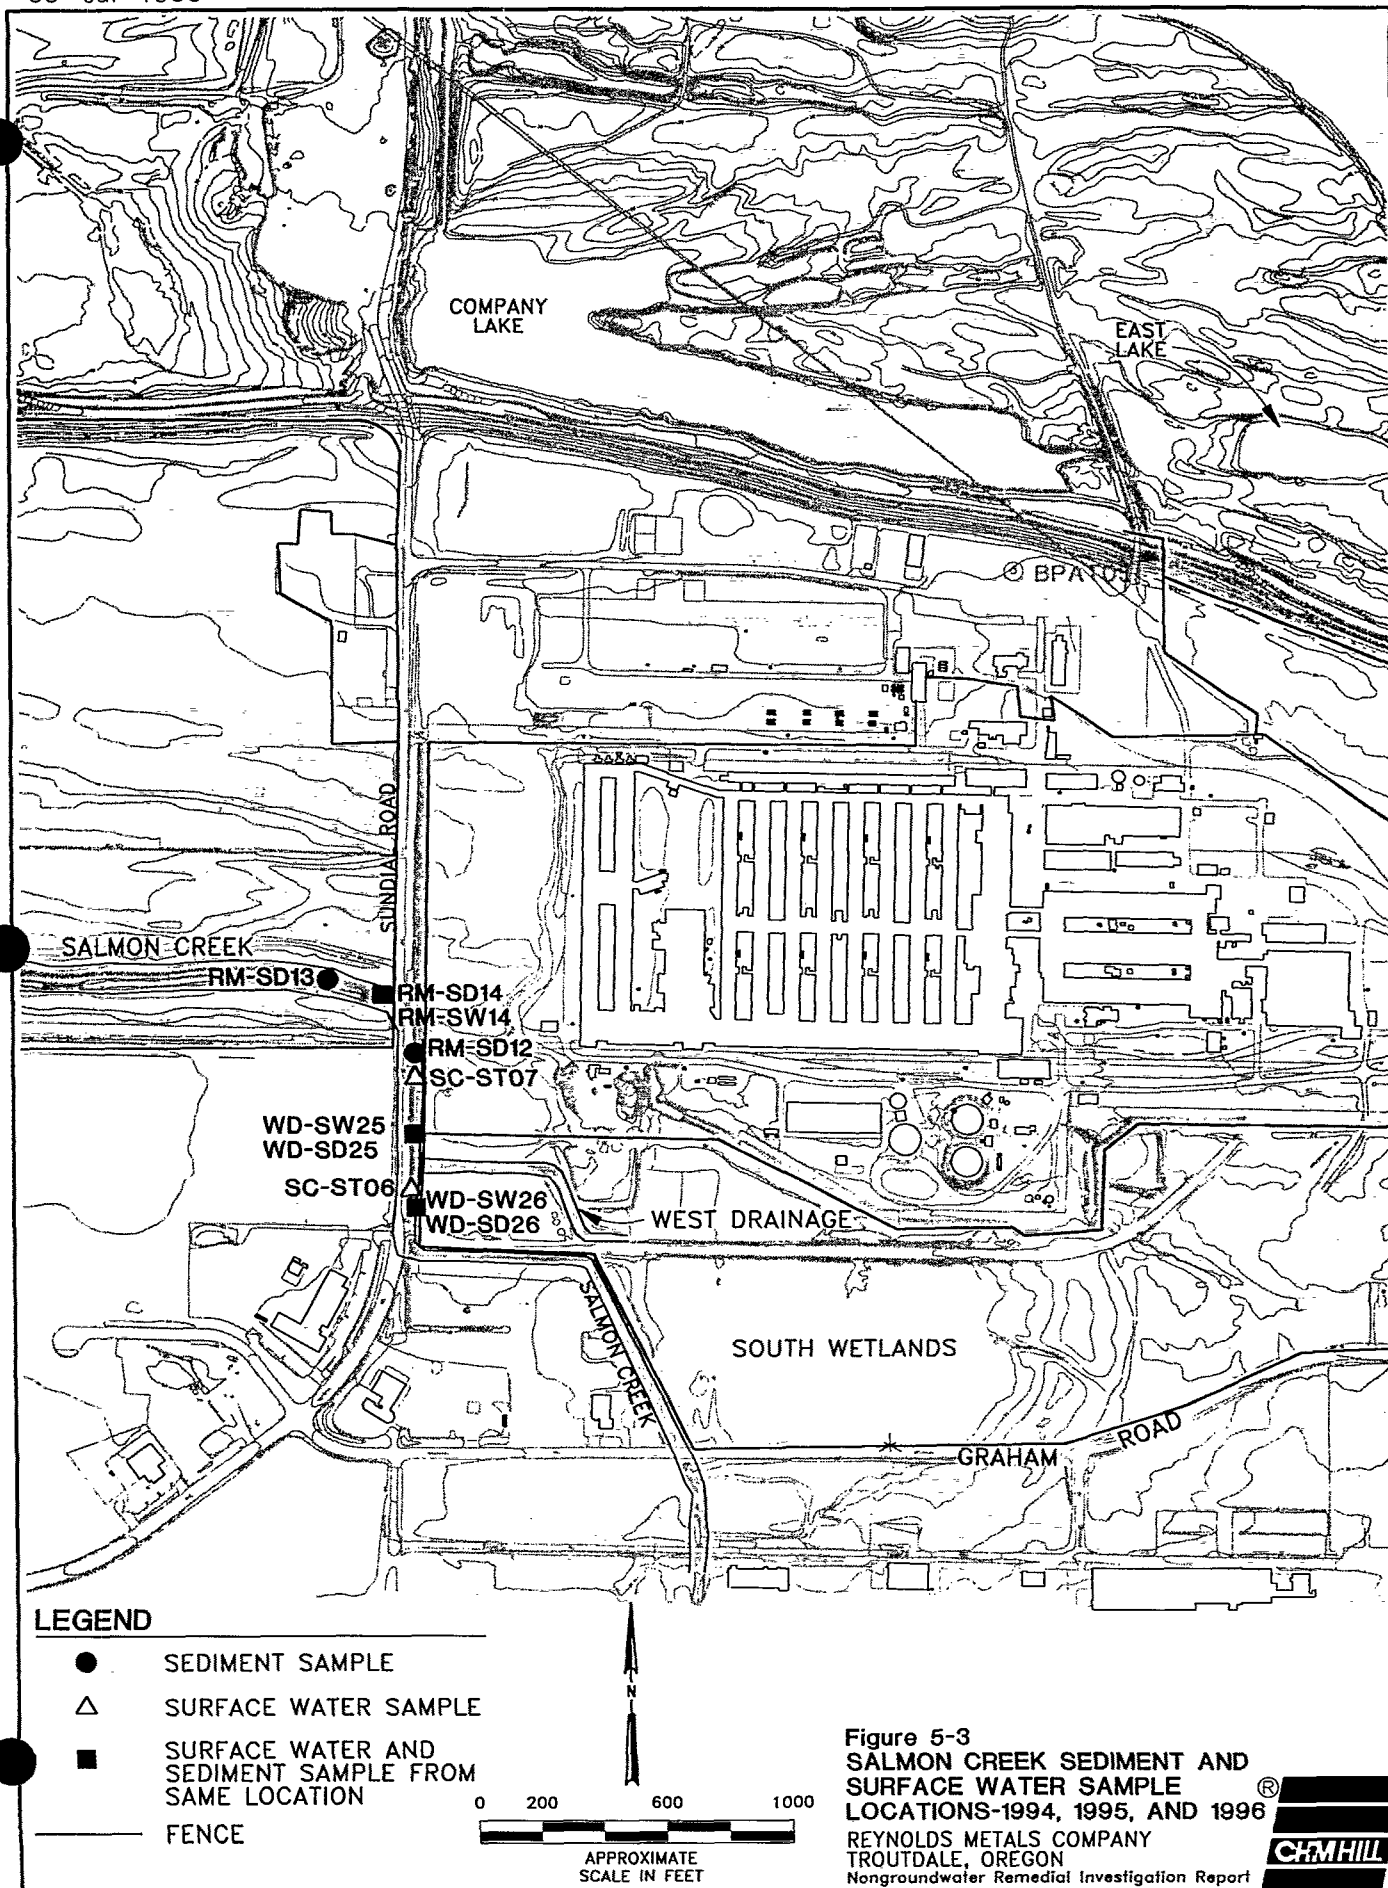 COMPANY
LAKE
EAST
LAKE
SUNDIAL ROAD
SALMON CREEK
RM-SD13
RM-SD14
RM-SW14
RM-SD12
SC-ST07
WD-SW25
WD-SD25
SC-ST06
WD-SW26
WD-SD26
WEST DRAINAGE
SALMON CREEK
SOUTH WETLANDS
GRAHAM ROAD
LEGEND
SEDIMENT SAMPLE
SURFACE WATER SAMPLE
SURFACE WATER AND
SEDIMENT SAMPLE FROM
SAME LOCATION
FENCE
N
0 200 600 1000
APPROXIMATE
SCALE IN FEET
Figure 5-3
SALMON CREEK SEDIMENT AND
SURFACE WATER SAMPLE
LOCATIONS-1994, 1995, AND 1996
REYNOLDS METALS COMPANY
TROUTDALE, OREGON
Nongroundwater Remedial Investigation Report
®
CH2M HILL